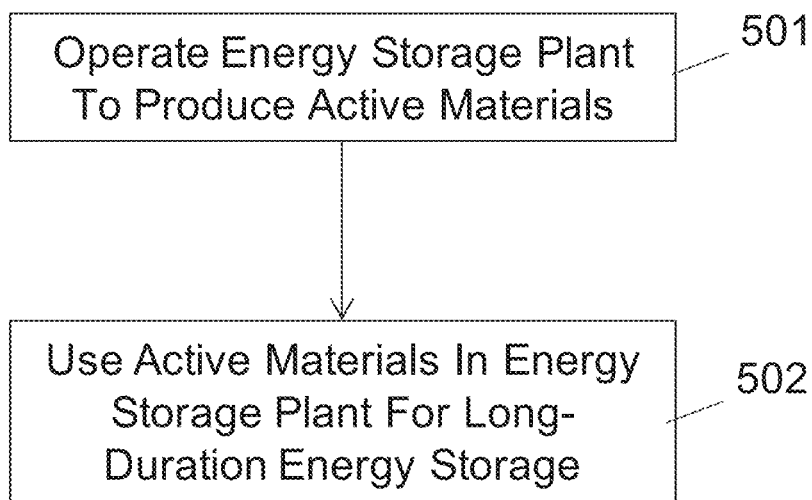 Operate Energy Storage Plant
To Produce Active Materials
501
Use Active Materials In Energy
Storage Plant For Long-
Duration Energy Storage
502